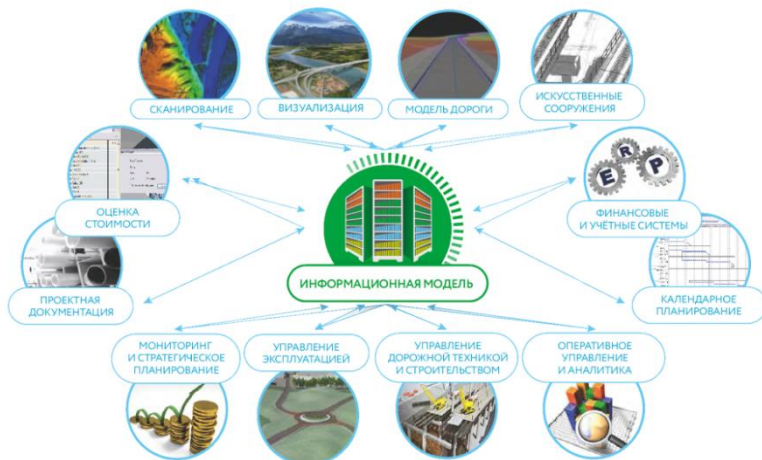 СКАНИРОВАНИЕ
ВИЗУАЛИЗАЦИЯ
МОДЕЛЬ ДОРОГИ
ИСКУССТВЕННЫЕ
СООРУЖЕНИЯ
ОЦЕНКА
СТОИМОСТИ
E R P
ФИНАНСОВЫЕ
И УЧЁТНЫЕ СИСТЕМЫ
ИНФОРМАЦИОННАЯ МОДЕЛЬ
ПРОЕКТНАЯ
ДОКУМЕНТАЦИЯ
КАЛЕНДАРНОЕ
ПЛАНИРОВАНИЕ
МОНИТОРИНГ
И СТРАТЕГИЧЕСКОЕ
ПЛАНИРОВАНИЕ
УПРАВЛЕНИЕ
ЭКСПЛУАТАЦИЕЙ
УПРАВЛЕНИЕ
ДОРОЖНОЙ ТЕХНИКОЙ
И СТРОИТЕЛЬСТВОМ
ОПЕРАТИВНОЕ
УПРАВЛЕНИЕ
И АНАЛИТИКА